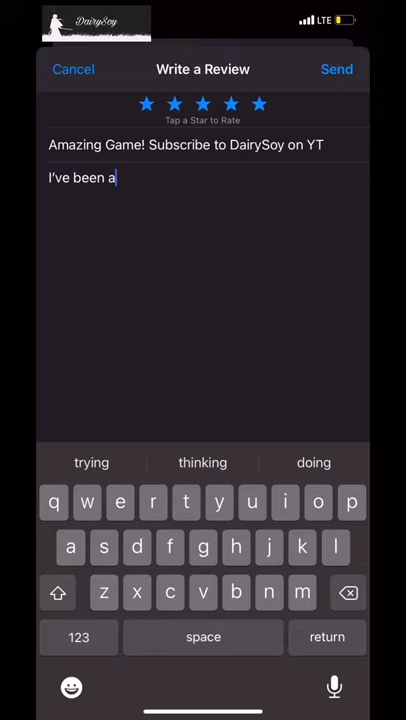 DairySoy
LTE
Cancel Write a Review Send
Tap a Star to Rate
Amazing Game! Subscribe to DairySoy on YT
I've been a
trying thinking doing
q w e r t y u i o p
a s d f g h j k l
z x c v b n m
123 space return